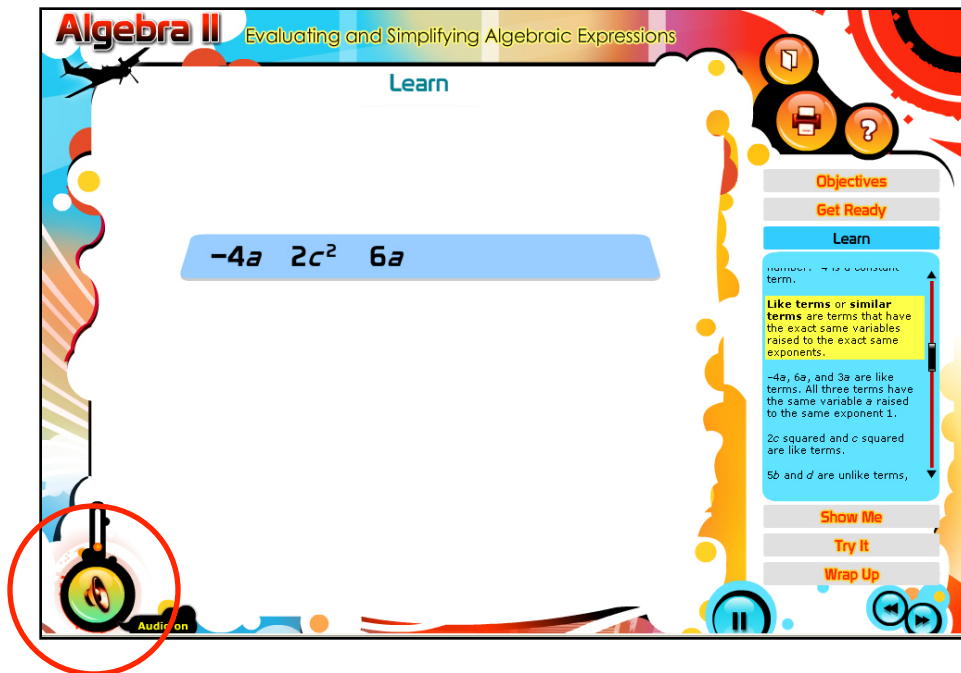 Algebra II
Evaluating and Simplifying Algebraic Expressions
Learn
−4a 2c² 6a
Objectives
Get Ready
Learn
term.
Like terms or similar
terms are terms that have
the exact same variables
raised to the exact same
exponents.
−4a, 6a, and 3a are like
terms. All three terms have
the same variable a raised
to the same exponent 1.
2c squared and c squared
are like terms.
5b and d are unlike terms,
Show Me
Try It
Wrap Up
Audio on
?